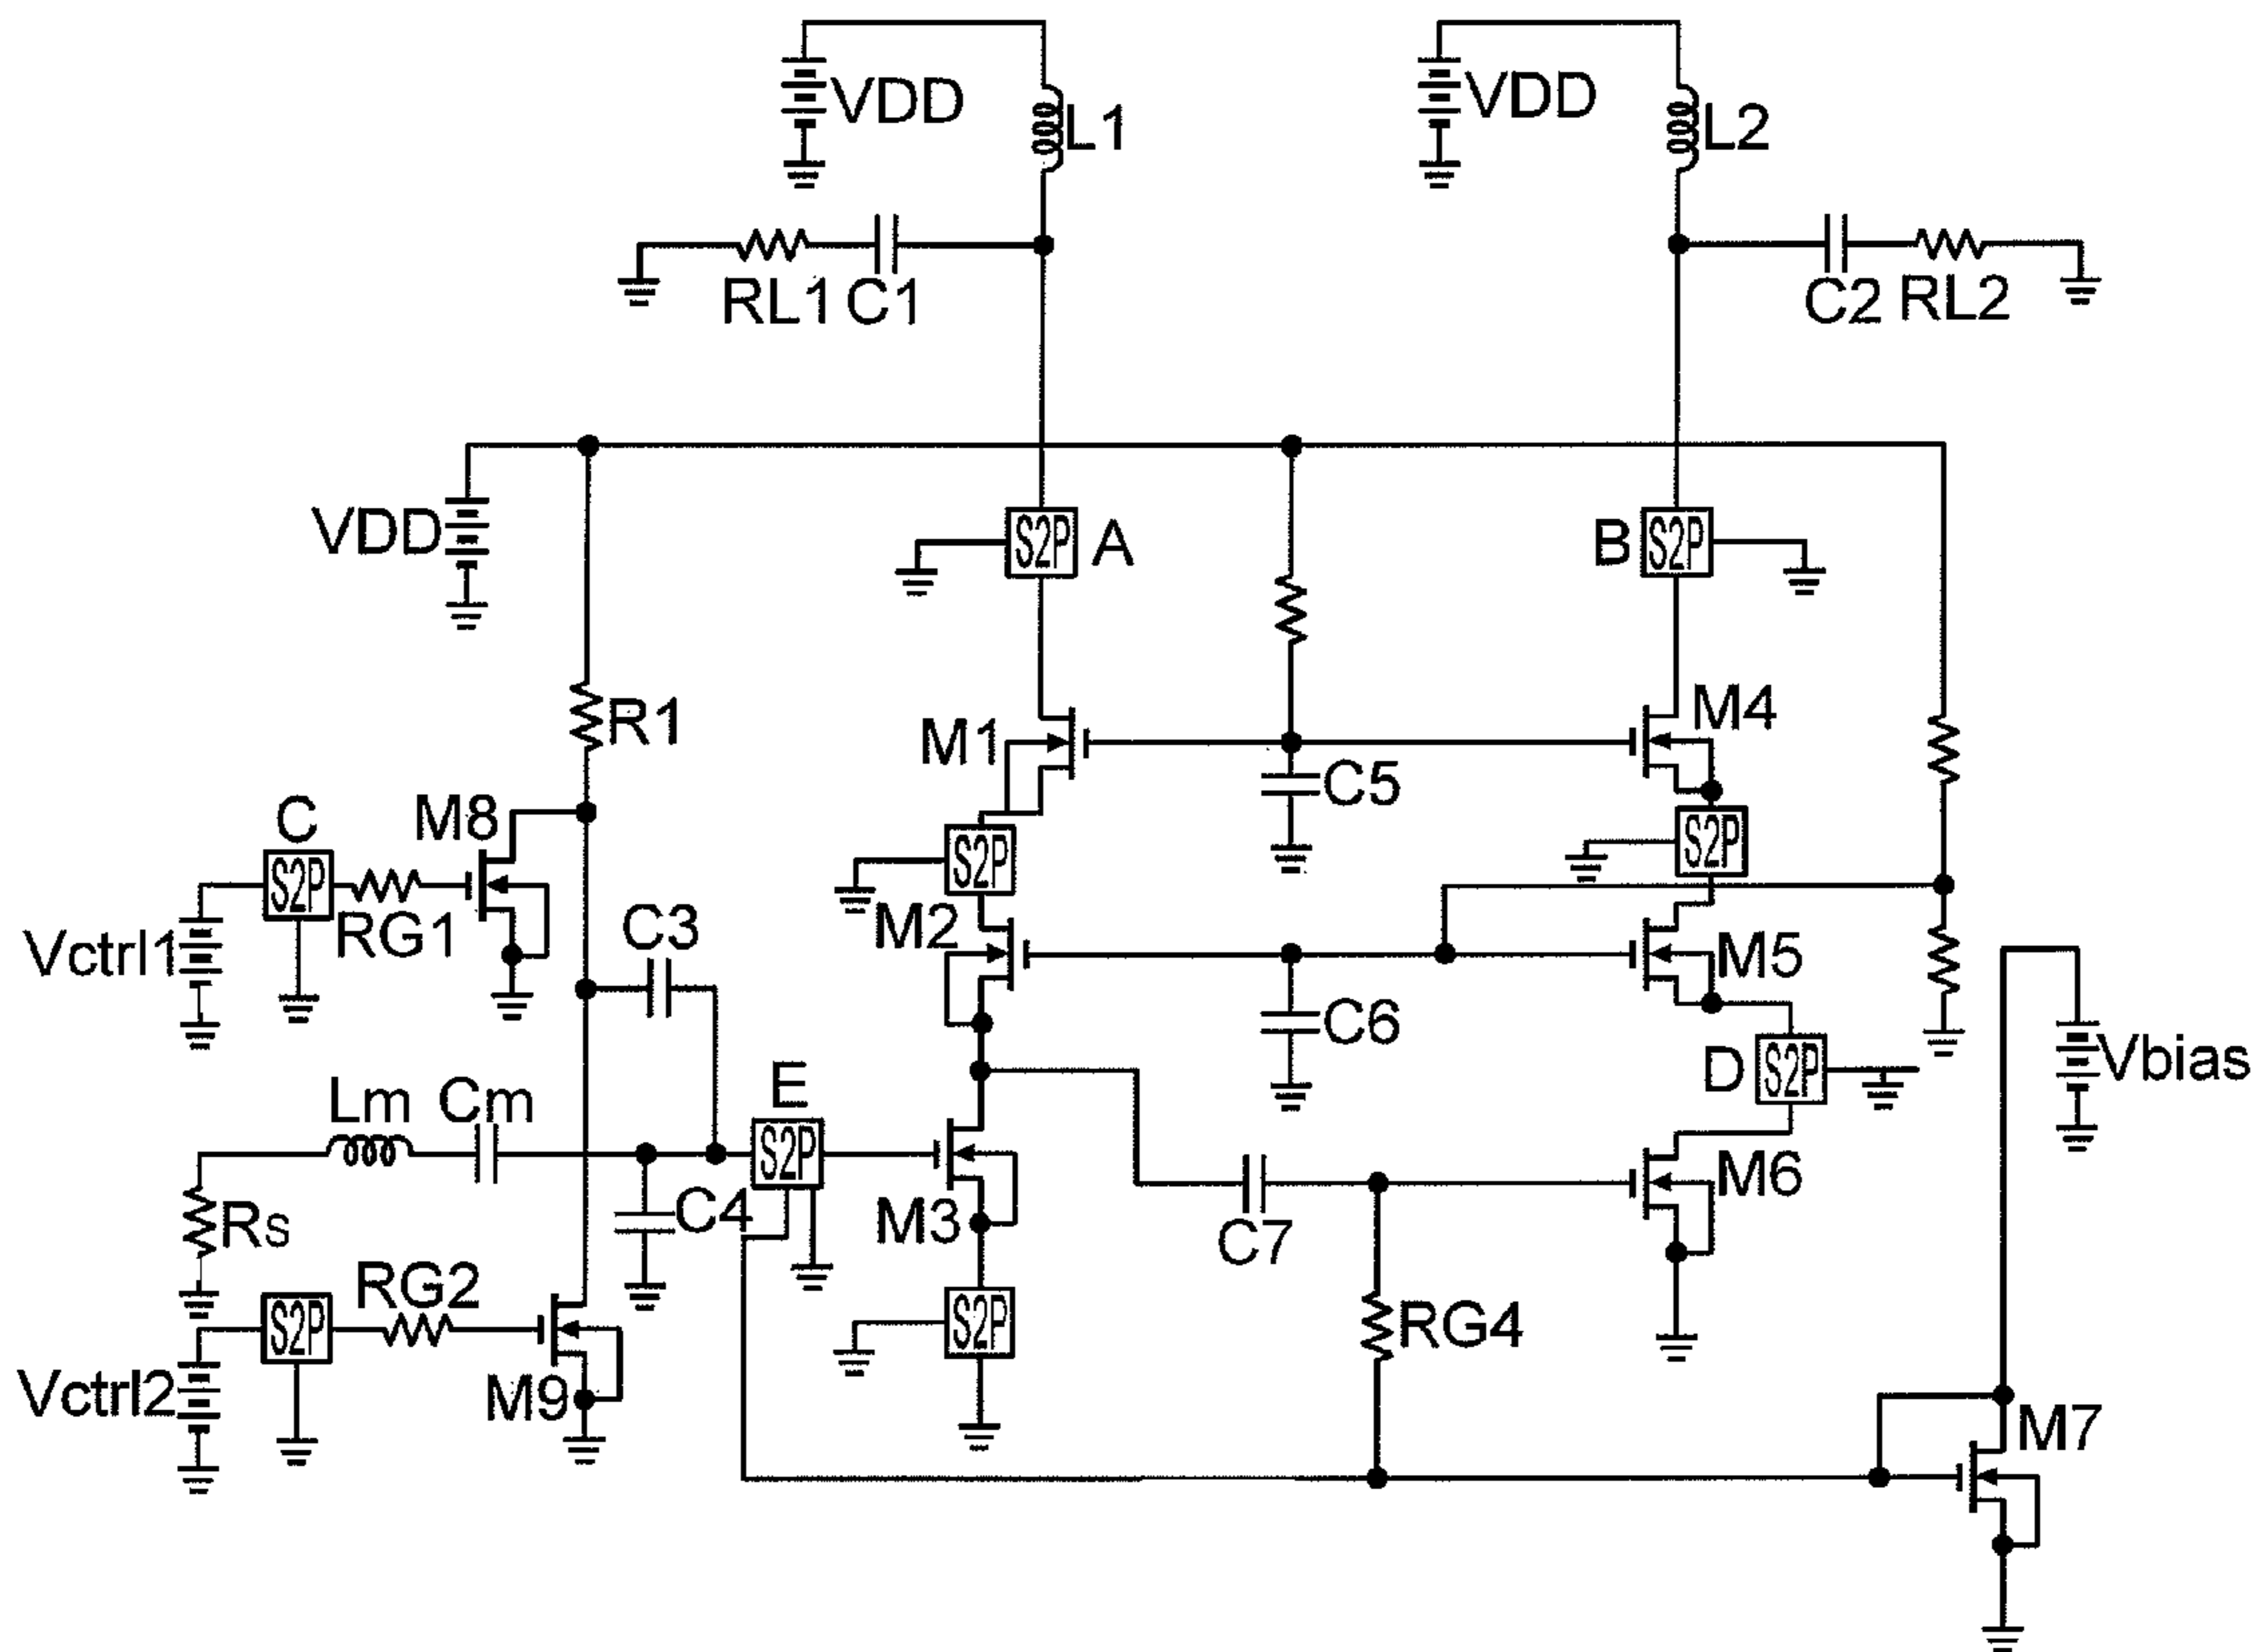 VDD
L1
VDD
L2
RL1
C1
C2
RL2
VDD
S2P
A
B
S2P
R1
M1
M4
C5
C
M8
S2P
RG1
S2P
S2P
Vctrl1
C3
M2
M5
C6
D
S2P
Vbias
Lm
Cm
E
S2P
Rs
C4
M3
C7
M6
RG2
S2P
S2P
RG4
Vctrl2
M9
M7